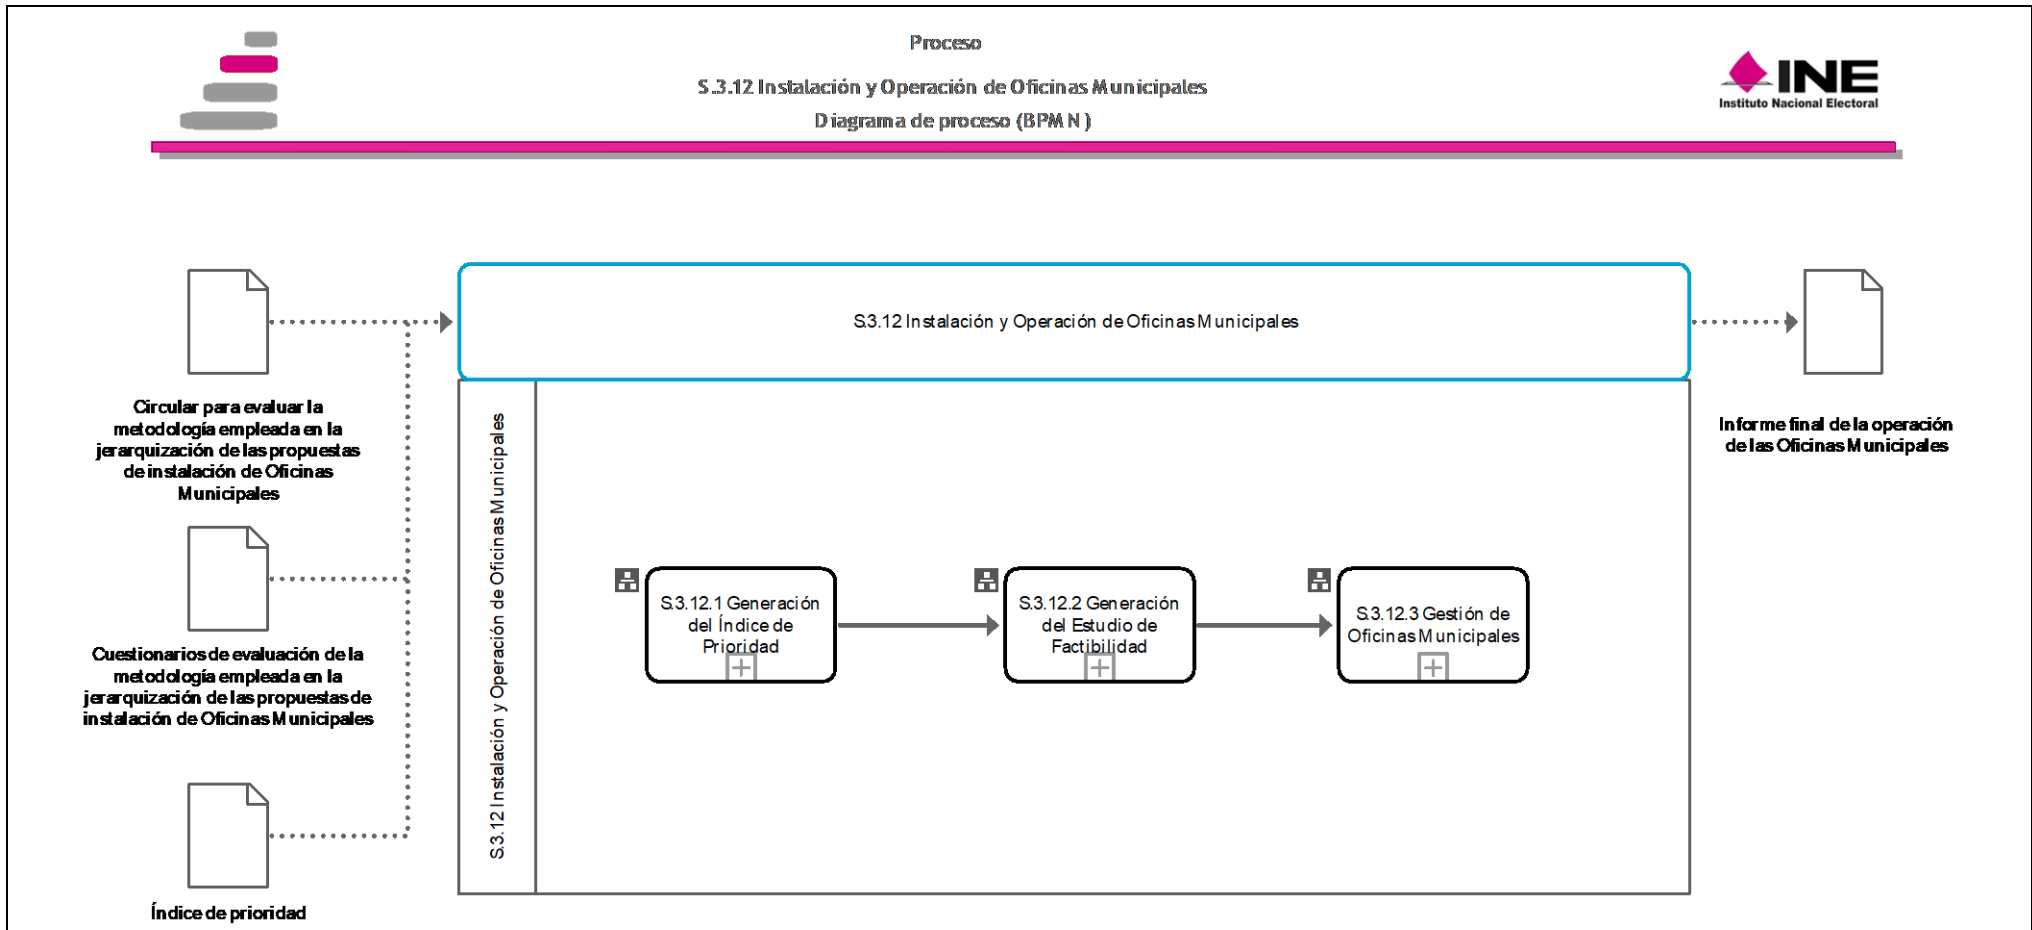 Proceso
S.3.12 Instalación y Operación de Oficinas Municipales
Diagrama de proceso (BPMN)
INE
Instituto Nacional Electoral
S.3.12 Instalación y Operación de Oficinas Municipales
Circular para evaluar la
metodología empleada en la
jerarquización de las propuestas
de instalación de Oficinas
Municipales
Informe final de la operación
de las Oficinas Municipales
S.3.12 Instalación y Operación de Oficinas Municipales
S.3.12.1 Generación
del Índice de
Prioridad
S.3.12.2 Generación
del Estudio de
Factibilidad
S.3.12.3 Gestión de
Oficinas Municipales
Cuestionarios de evaluación de la
metodología empleada en la
jerarquización de las propuestas de
instalación de Oficinas Municipales
Índice de prioridad